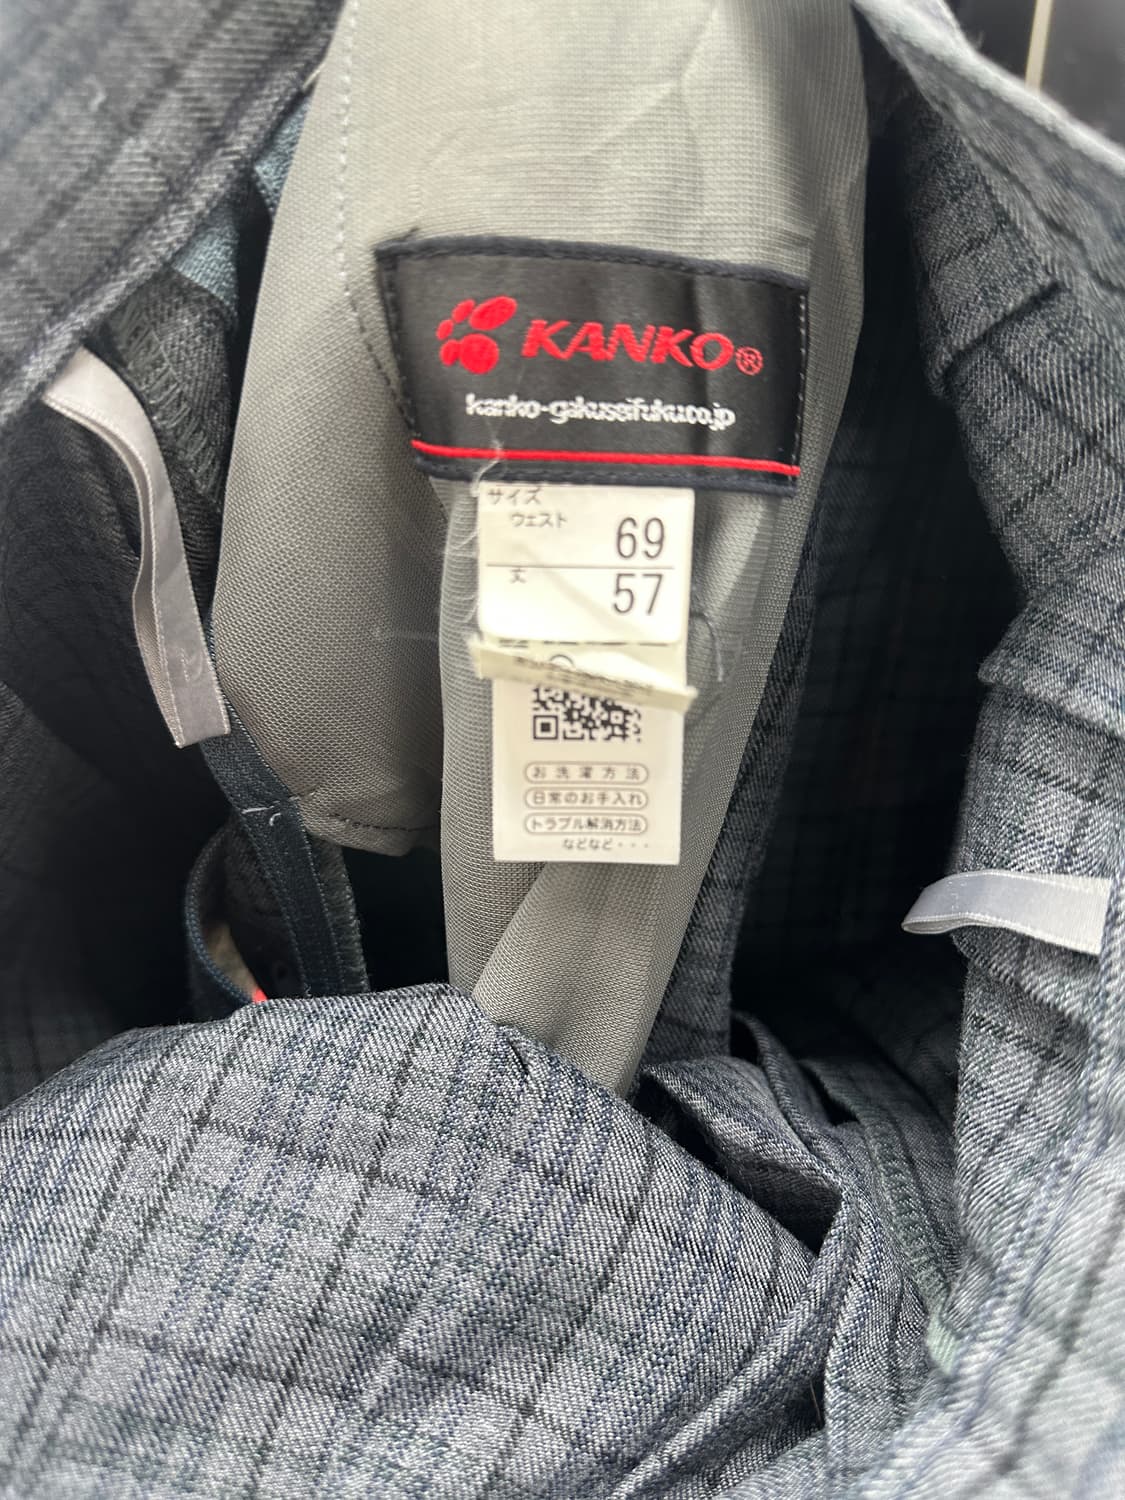 KANKO®
kanko-gakuseifuku.co.jp
サイズ
ウェスト 69
丈 57
お洗濯方法
日常のお手入れ
トラブル解消方法
などなど・・・